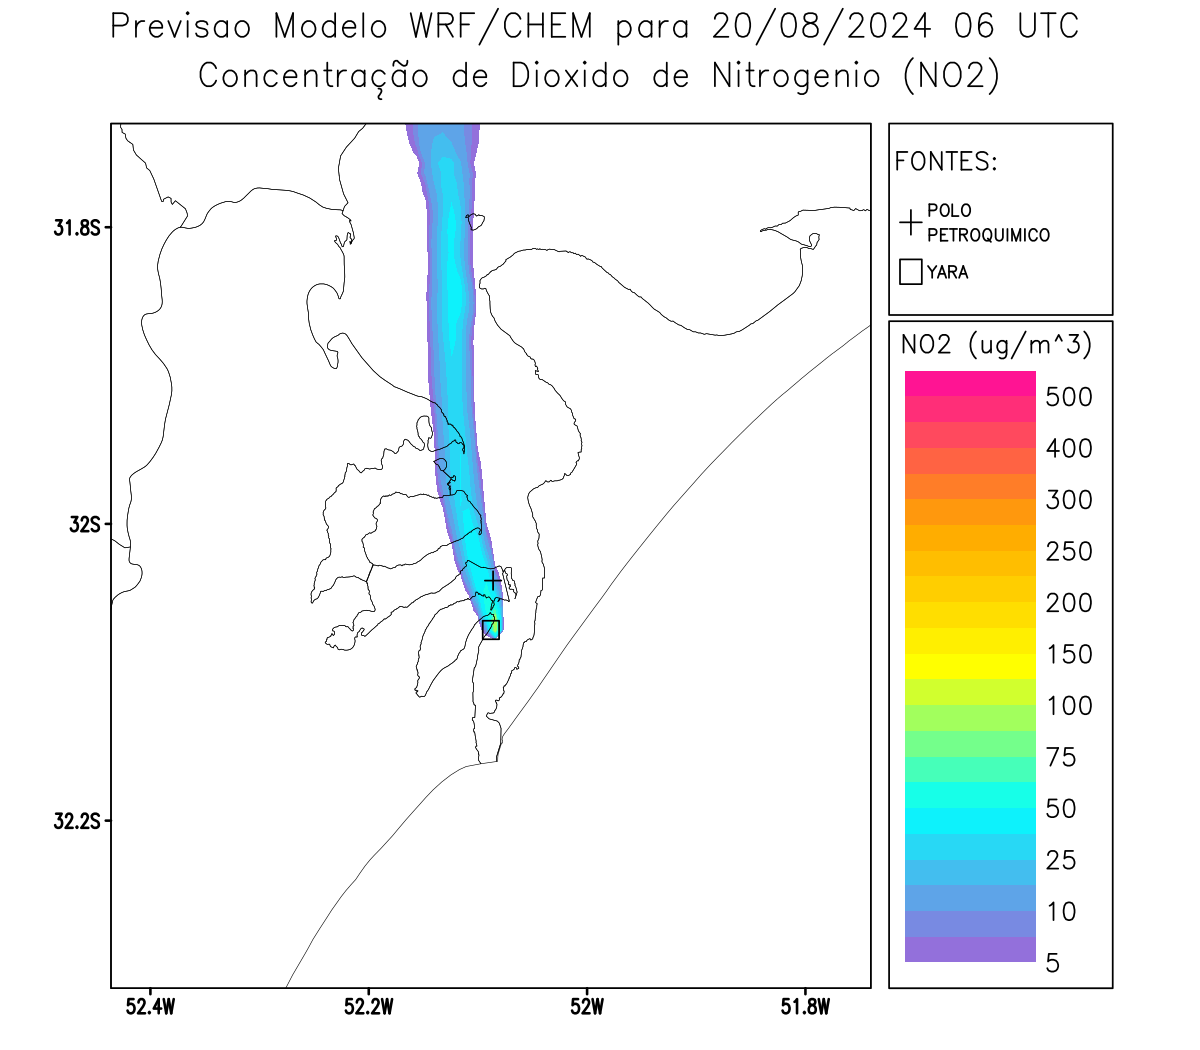 Previsao Modelo WRF/CHEM para 20/08/2024 06 UTC
Concentração de Dioxido de Nitrogenio (NO2)
FONTES:
POLO
PETROQUIMICO
YARA
31.8S
32S
32.2S
52.4W
52.2W
52W
51.8W
NO2 (ug/m^3)
500
400
300
250
200
150
100
75
50
25
10
5